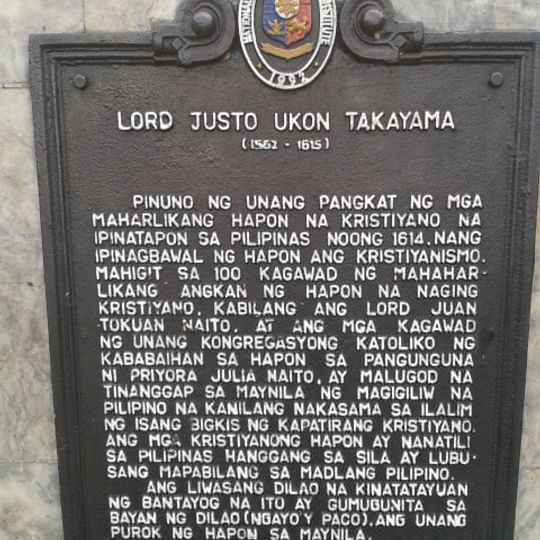 NATIONAL
INSTITUTE
1992
LORD JUSTO UKON TAKAYAMA
(1562 - 1615)
PINUNO NG UNANG PANGKAT NG MGA
MAHARLIKANG HAPON NA KRISTIYANO NA
IPINATAPON SA PILIPINAS NOONG 1614, NANG
IPINAGBAWAL NG HAPON ANG KRISTIYANISMO.
MAHIGIT SA 100 KAGAWAD NG MAHAHAR-
LIKANG ANGKAN NG HAPON NA NAGING
KRISTIYANO, KABILANG ANG LORD JUAN
TOKUAN NAITO, AT ANG MGA KAGAWAD
NG UNANG KONGREGASYONG KATOLIKO NG
KABABAIHAN SA HAPON SA PANGUNGUNA
NI PRIYORA JULIA NAITO, AY MALUGOD NA
TINANGGAP SA MAYNILA NG MAGIGILIW NA
PILIPINO NA KANILANG NAKASAMA SA ILALIM
NG ISANG BIGKIS NG KAPATIRANG KRISTIYANO.
ANG MGA KRISTIYANONG HAPON AY NANATILI
SA PILIPINAS HANGGANG SA SILA AY LUBU-
SANG MAPABILANG SA MADLANG PILIPINO.
ANG LIWASANG DILAO NA KINATATAYUAN
NG BANTAYOG NA ITO AY GUMUGUNITA SA
BAYAN NG DILAO (NGAYO'Y PACO), ANG UNANG
PUROK NG HAPON SA MAYNILA.